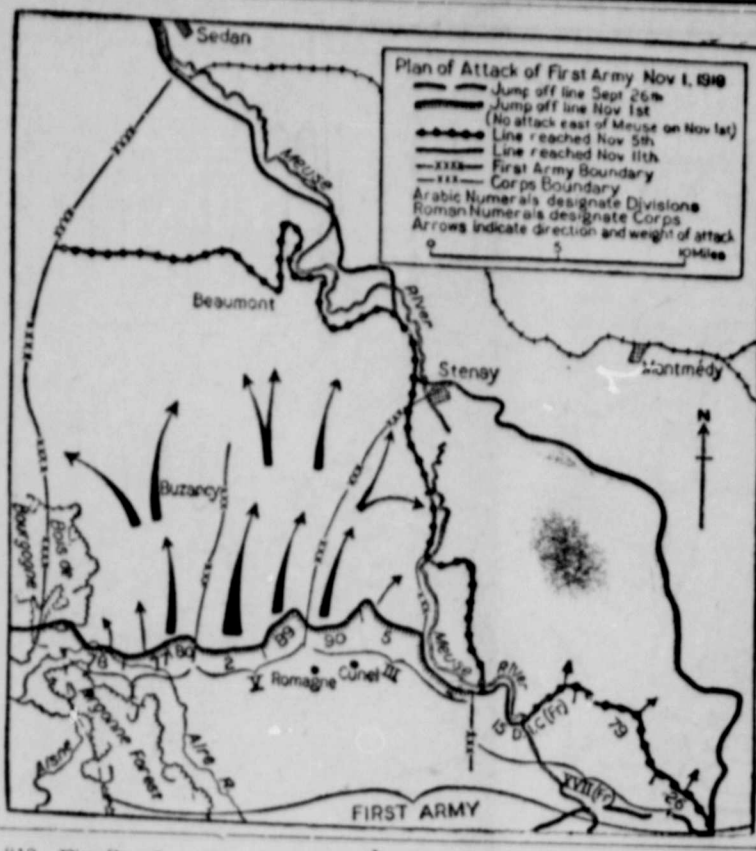 Sedan
Plan of Attack of First Army Nov 1, 1918
Jump off line Sept 26th
Jump off line Nov 1st
(No attack east of Meuse on Nov 1st)
Line reached Nov 5th
Line reached Nov 11th
First Army Boundary
Corps Boundary
Arabic Numerals designate Divisions
Roman Numerals designate Corps
Arrows indicate direction and weight of attack
0 5 10 Miles
Meuse
River
Beaumont
Stenay
Montmédy
N
Buzancy
Bois de
Bourgogne
78 77 80 2 89 90 5
V Romagne Cunel III
Meuse
River
Aisne
Argonne Forest
Aire R.
15 D.I.C (Fr)
79
XVII (Fr)
26
FIRST ARMY